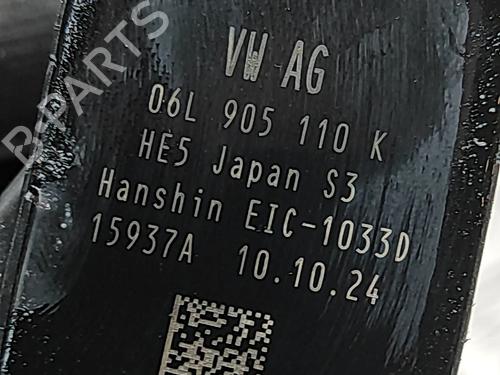 B-PARTS
VW AG
06L 905 110 K
HE5 Japan S3
Hanshin EIC-1033D
15937A 10.10.24